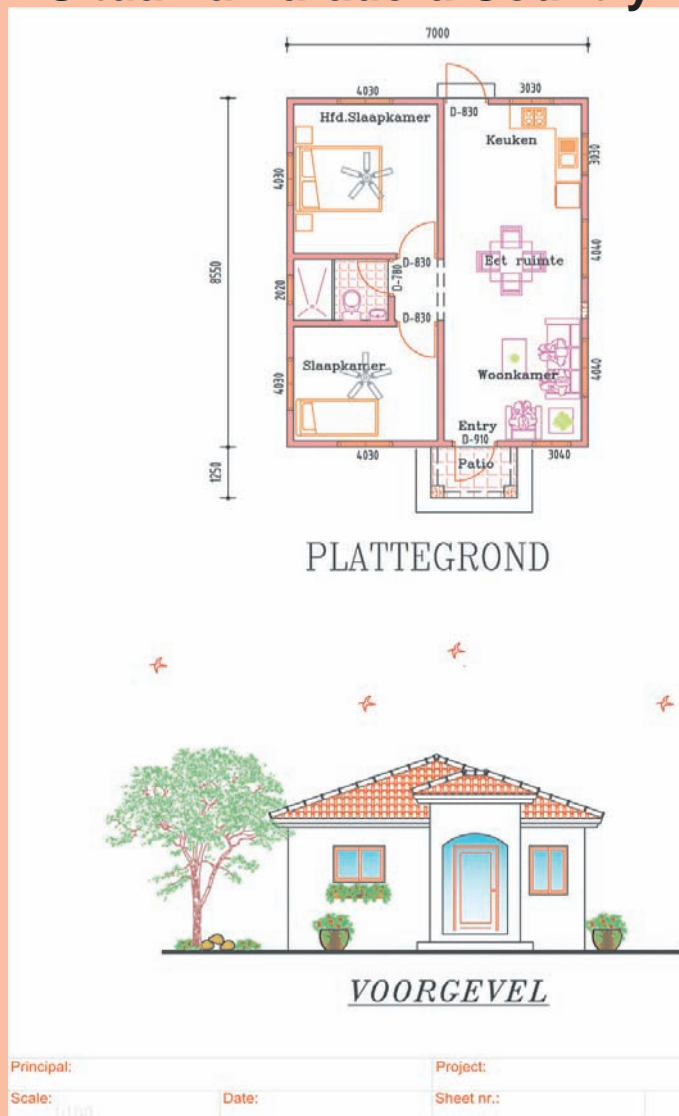 7000
4030 3030
D-830
Hfd.Slaapkamer
Keuken
4030 3030
D-830
D-780
Eet ruimte
4040
8550
2020
D-830
Slaapkamer
Woonkamer
4030 4040
Entry
D-910
4030 3040
Patio
1250
PLATTEGROND
VOORGEVEL
Principal: Project:
Scale: Date: Sheet nr.: